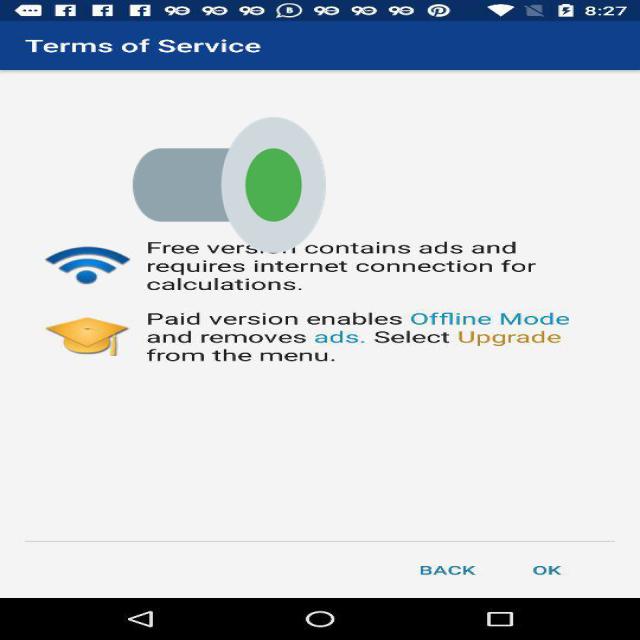 8:27
Terms of Service
Free version contains ads and
requires internet connection for
calculations.
Paid version enables Offline Mode
and removes ads. Select Upgrade
from the menu.
BACK OK